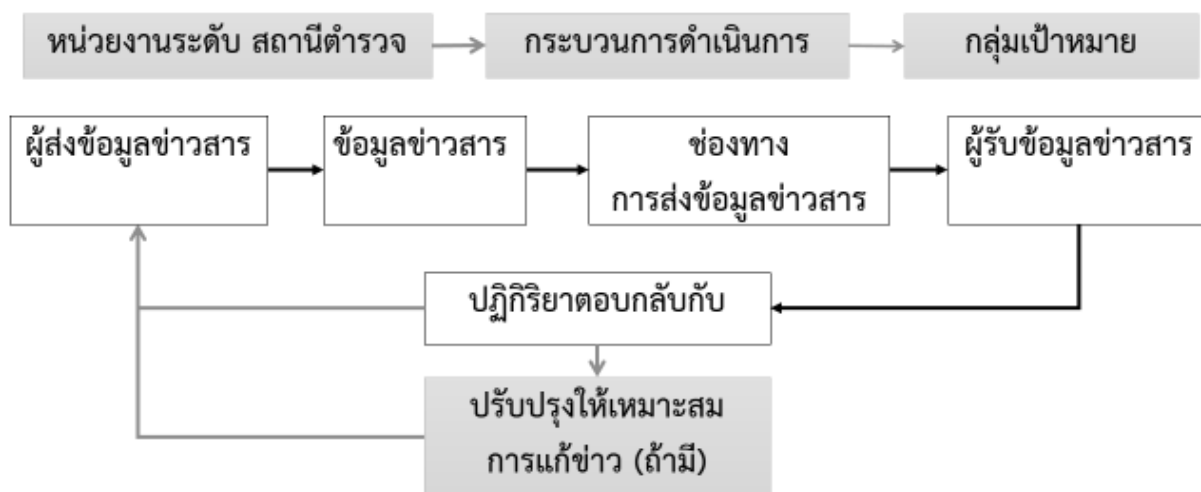 หน่วยงานระดับ สถานีตำรวจ
กระบวนการดำเนินการ
กลุ่มเป้าหมาย
ผู้ส่งข้อมูลข่าวสาร
ข้อมูลข่าวสาร
ช่องทาง
การส่งข้อมูลข่าวสาร
ผู้รับข้อมูลข่าวสาร
ปฏิกิริยาตอบกลับกับ
ปรับปรุงให้เหมาะสม
การแก้ข่าว (ถ้ามี)